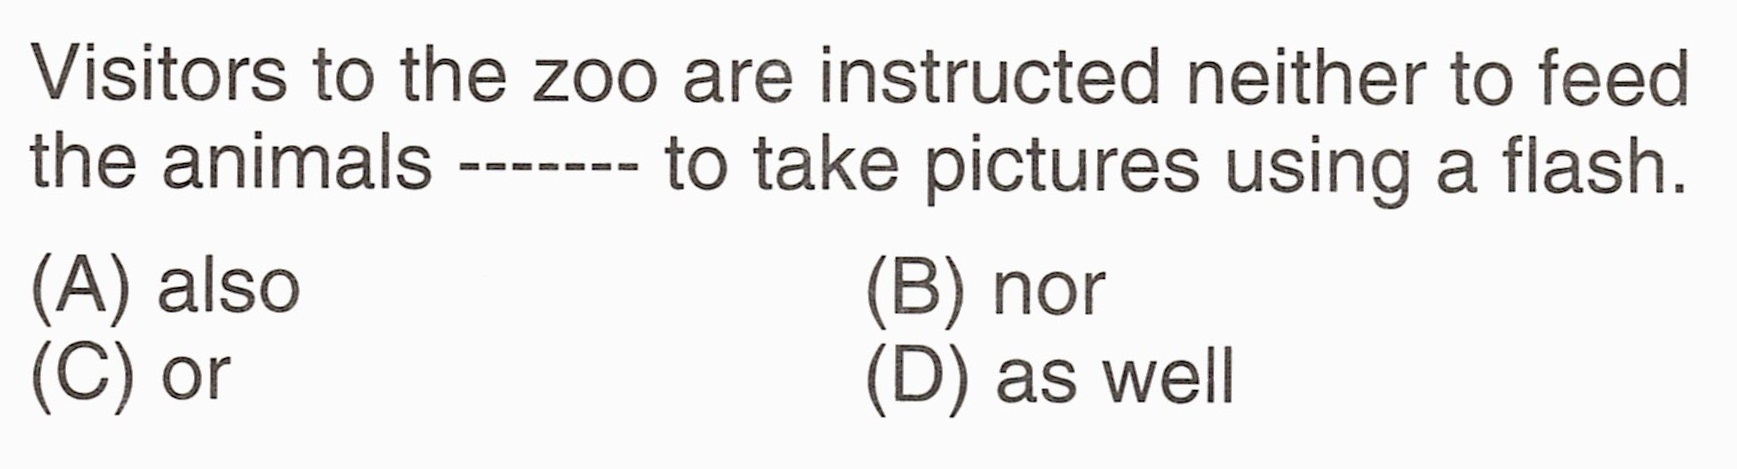 Visitors to the zoo are instructed neither to feed
the animals ------- to take pictures using a flash.
(A) also (B) nor
(C) or (D) as well